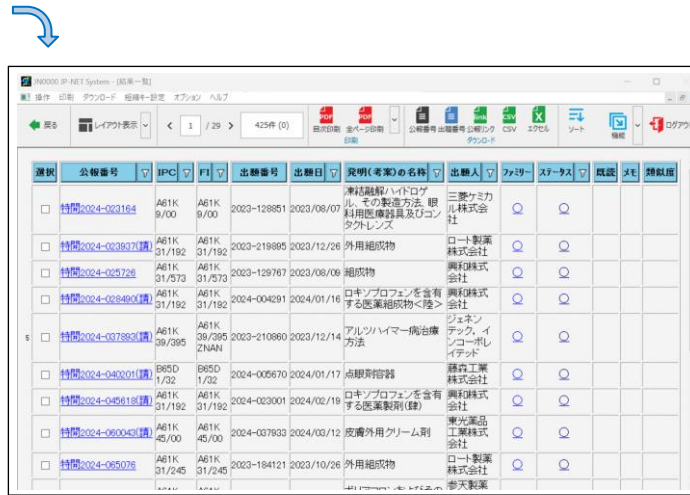 JN0000 JP-NET System - [結果一覧]
操作 印刷 ダウンロード 短縮キー設定 オプション ヘルプ
戻る レイアウト表示 1 / 29 425件 (0) PDF 目次印刷 PDF 全ページ印刷 公報番号 出願番号 link 公報リンク CSV CSV エクセル ソート 機能 ログアウ
印刷 ダウンロード
選択 公報番号 IPC FI 出願番号 出願日 発明(考案)の名称 出願人 ファミリー ステータス 既読 メモ 類似度
特開2024-023164 A61K 9/00 A61K 9/00 2023-128851 2023/08/07 凍結融解ハイドロゲル、その製造方法、眼科用医療器具及びコンタクトレンズ 三菱ケミカル株式会社 ○ ○
特開2024-023937(請) A61K 31/192 A61K 31/192 2023-219895 2023/12/26 外用組成物 ロート製薬株式会社 ○ ○
特開2024-025726 A61K 31/573 A61K 31/573 2023-129767 2023/08/09 組成物 興和株式会社 ○ ○
特開2024-028490(請) A61K 31/192 A61K 31/192 2024-004291 2024/01/16 ロキソプロフェンを含有する医薬組成物<陸> 興和株式会社 ○ ○
5 特開2024-037893(請) A61K 39/395 A61K 39/395 ZNAN 2023-210860 2023/12/14 アルツハイマー病治療方法 ジェネンテック、インコーポレイテッド ○ ○
特開2024-040201(請) B65D 1/32 B65D 1/32 2024-005670 2024/01/17 点眼剤容器 藤森工業株式会社 ○ ○
特開2024-045618(請) A61K 31/192 A61K 31/192 2024-023001 2024/02/19 ロキソプロフェンを含有する医薬製剤(肆) 興和株式会社 ○ ○
特開2024-060043(請) A61K 45/00 A61K 45/00 2024-037933 2024/03/12 皮膚外用クリーム剤 東光薬品工業株式会社 ○ ○
特開2024-065076 A61K 31/245 A61K 31/245 2023-184121 2023/10/26 外用組成物 ロート製薬株式会社 ○ ○
参天製薬